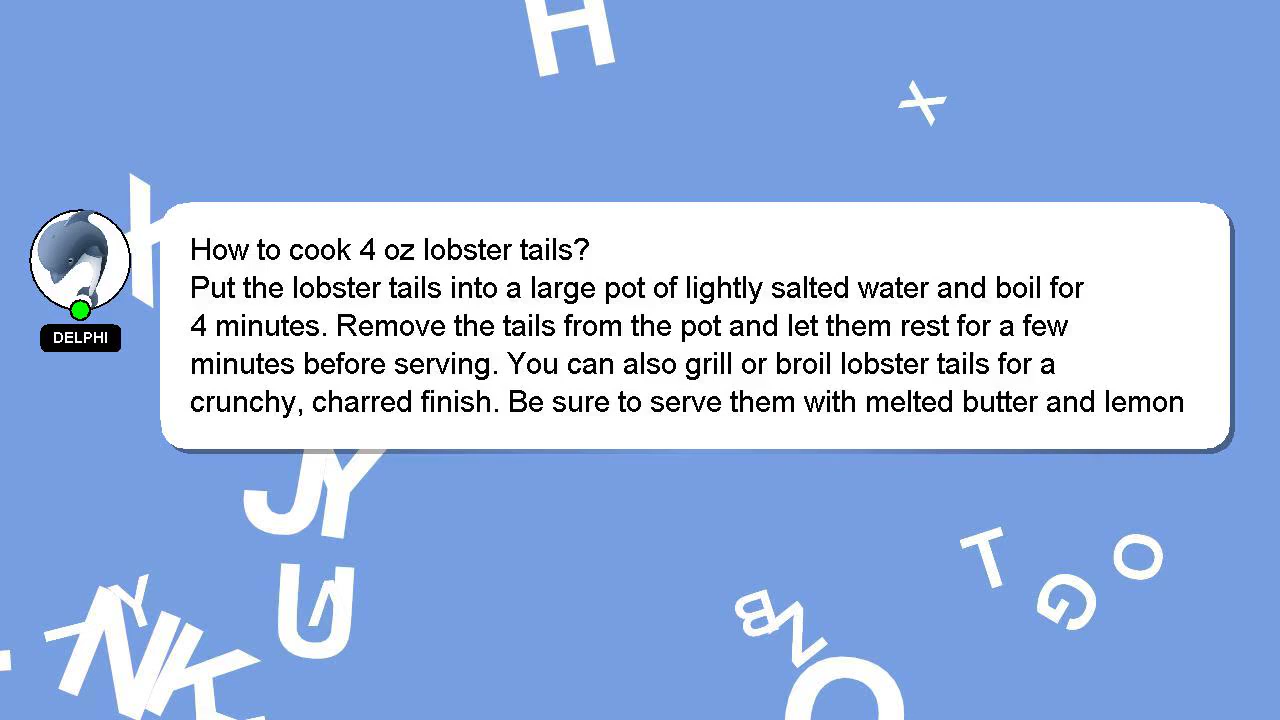 H
X
How to cook 4 oz lobster tails?
Put the lobster tails into a large pot of lightly salted water and boil for
4 minutes. Remove the tails from the pot and let them rest for a few
minutes before serving. You can also grill or broil lobster tails for a
crunchy, charred finish. Be sure to serve them with melted butter and lemon
DELPHI
J Y
U
T
O
G
B
Z
Y
N
K